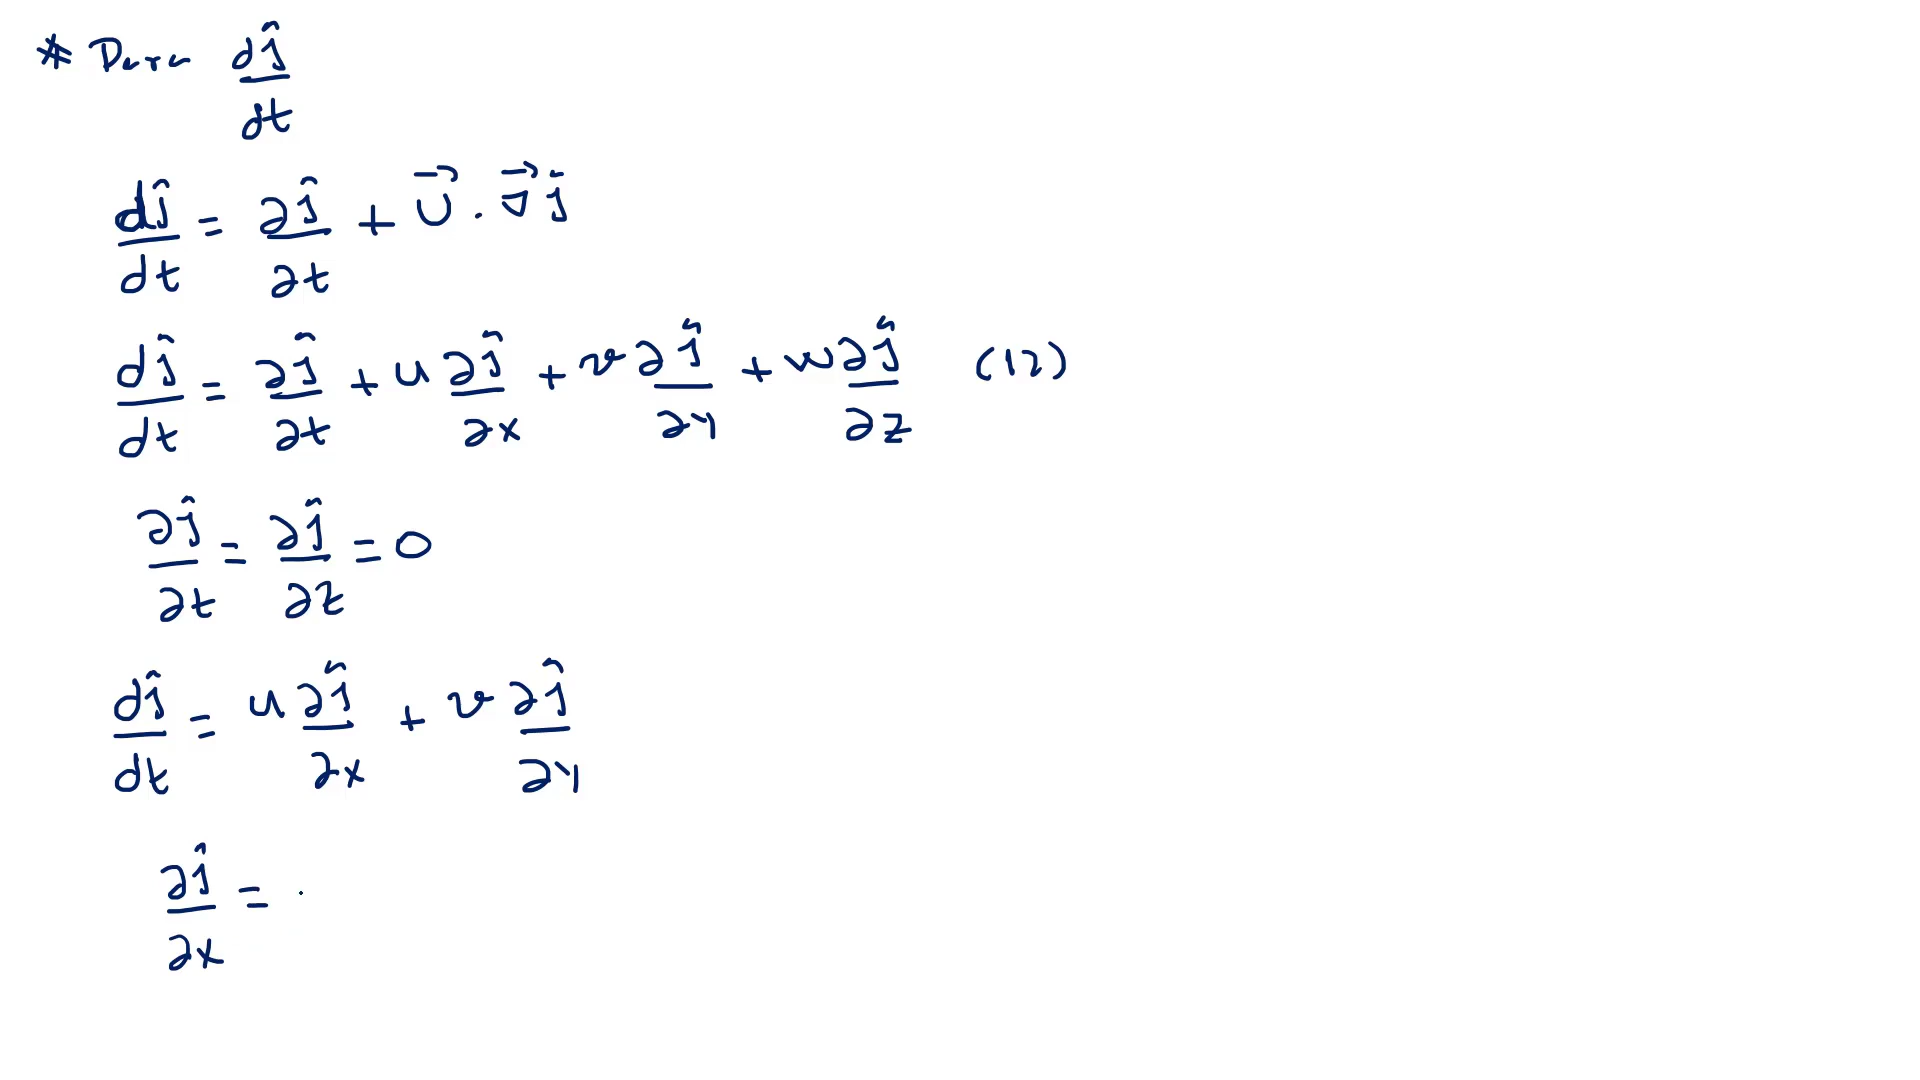 * Para dĵ/dt
dĵ/dt = ∂ĵ/∂t + U⃗ · ∇⃗ĵ
dĵ/dt = ∂ĵ/∂t + u ∂ĵ/∂x + v ∂ĵ/∂y + w ∂ĵ/∂z (12)
∂ĵ/∂t = ∂ĵ/∂z = 0
dĵ/dt = u ∂ĵ/∂x + v ∂ĵ/∂y
∂ĵ/∂x =